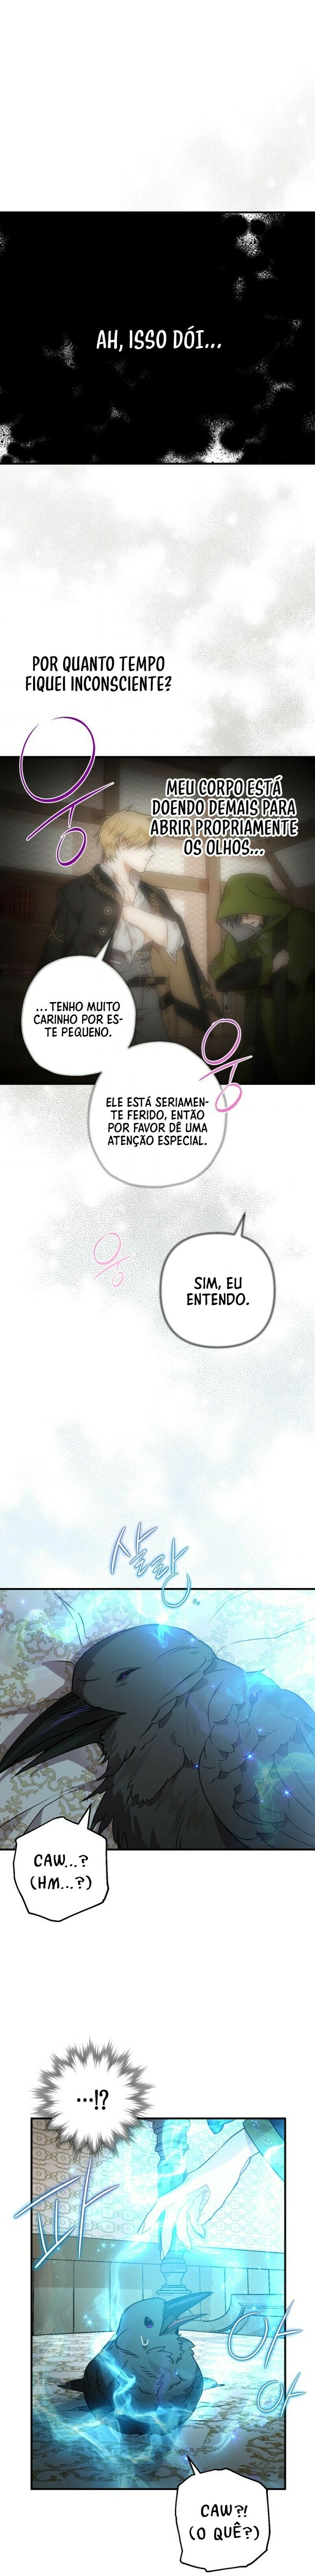 AH, ISSO DÓI...
POR QUANTO TEMPO
FIQUEI INCONSCIENTE?
웅
MEU CORPO ESTÁ
DOENDO DEMAIS PARA
ABRIR PROPRIAMENTE
OS OLHOS...
...TENHO MUITO
CARINHO POR ES-
TE PEQUENO.
웅
ELE ESTÁ SERIAMEN-
TE FERIDO, ENTÃO
POR FAVOR DÊ UMA
ATENÇÃO ESPECIAL.
웅
SIM, EU
ENTENDO.
사라랑..
CAW...?
(HM...?)
...!?
파
아
아
CAW?!
(O QUÊ?)